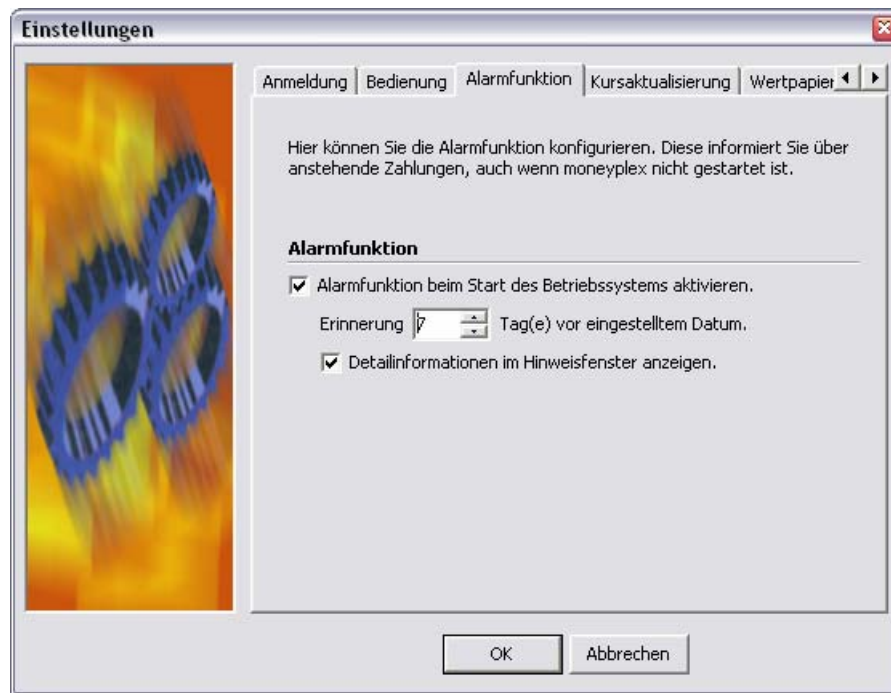 Einstellungen
Anmeldung Bedienung Alarmfunktion Kursaktualisierung Wertpapier
Hier können Sie die Alarmfunktion konfigurieren. Diese informiert Sie über
anstehende Zahlungen, auch wenn moneyplex nicht gestartet ist.
Alarmfunktion
Alarmfunktion beim Start des Betriebssystems aktivieren.
Erinnerung 7 Tag(e) vor eingestelltem Datum.
Detailinformationen im Hinweisfenster anzeigen.
OK Abbrechen